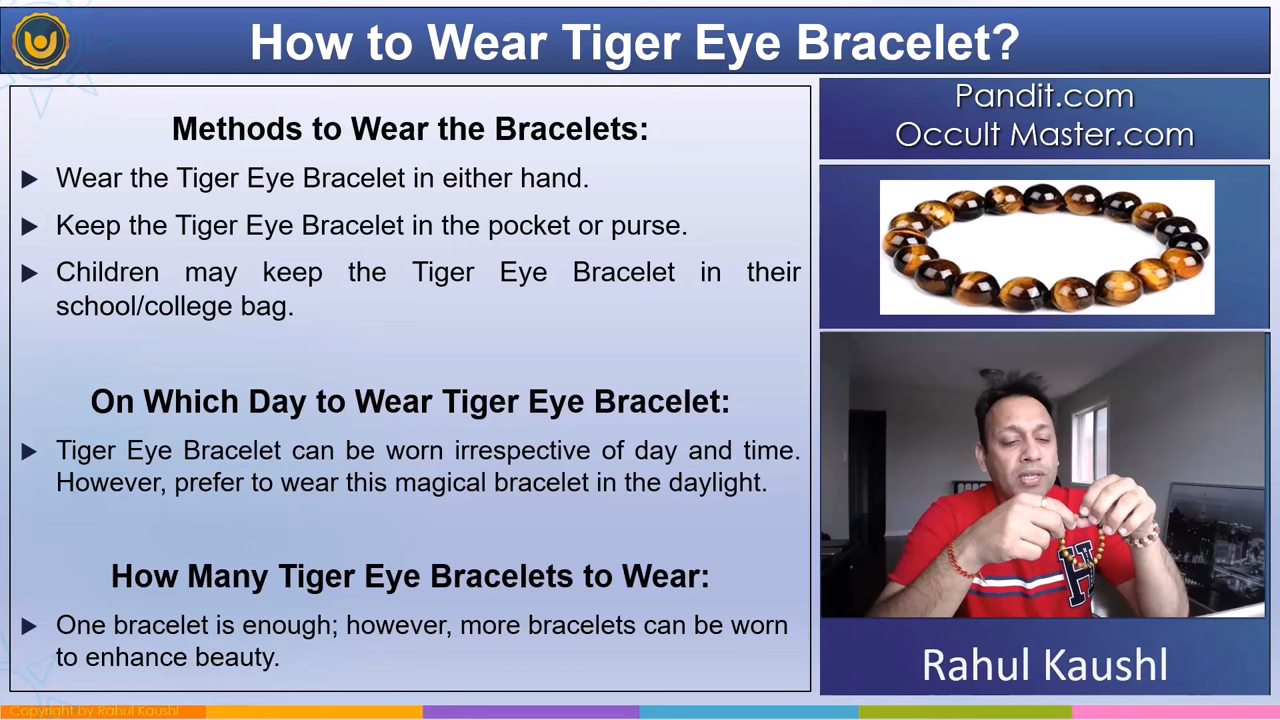 How to Wear Tiger Eye Bracelet?
Methods to Wear the Bracelets:
Wear the Tiger Eye Bracelet in either hand.
Keep the Tiger Eye Bracelet in the pocket or purse.
Children may keep the Tiger Eye Bracelet in their
school/college bag.
On Which Day to Wear Tiger Eye Bracelet:
Tiger Eye Bracelet can be worn irrespective of day and time.
However, prefer to wear this magical bracelet in the daylight.
How Many Tiger Eye Bracelets to Wear:
One bracelet is enough; however, more bracelets can be worn
to enhance beauty.
Pandit.com
Occult Master.com
H
Rahul Kaushl
Copyright by Rahul Kaushl